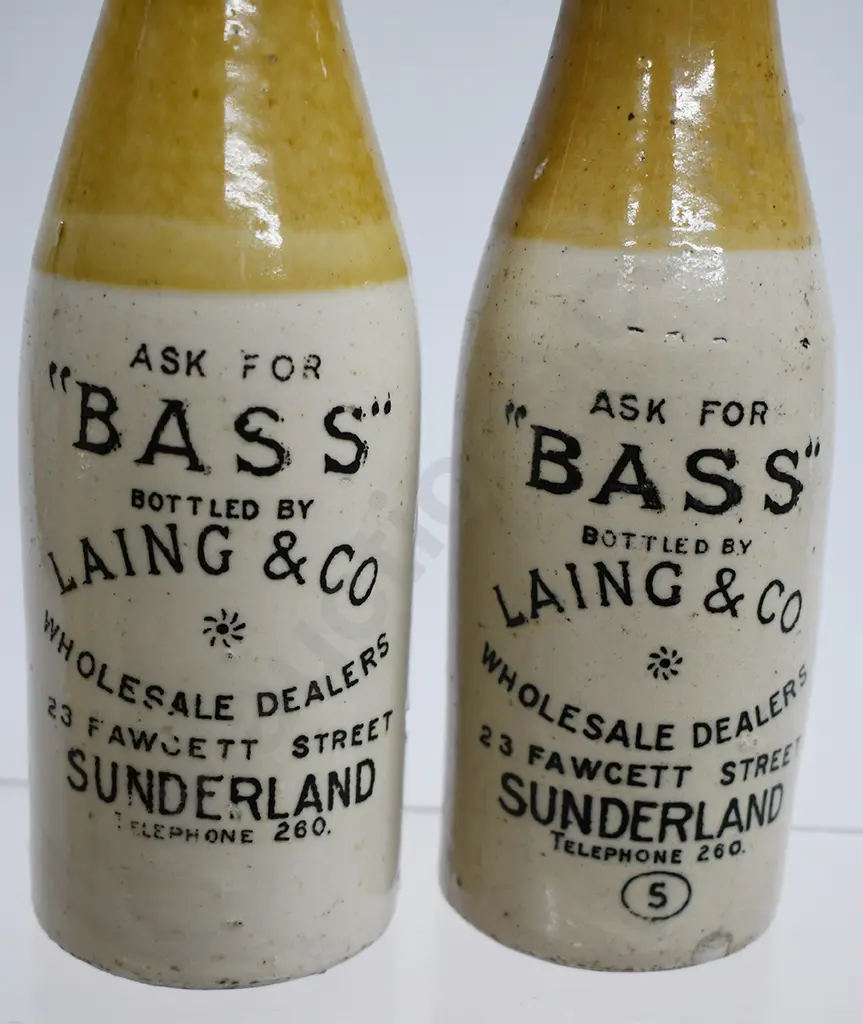 ASK FOR
"BASS"
BOTTLED BY
LAING & CO
WHOLESALE DEALERS
23 FAWCETT STREET
SUNDERLAND
TELEPHONE 260.
ASK FOR
"BASS"
BOTTLED BY
LAING & CO
WHOLESALE DEALERS
23 FAWCETT STREET
SUNDERLAND
TELEPHONE 260.
5